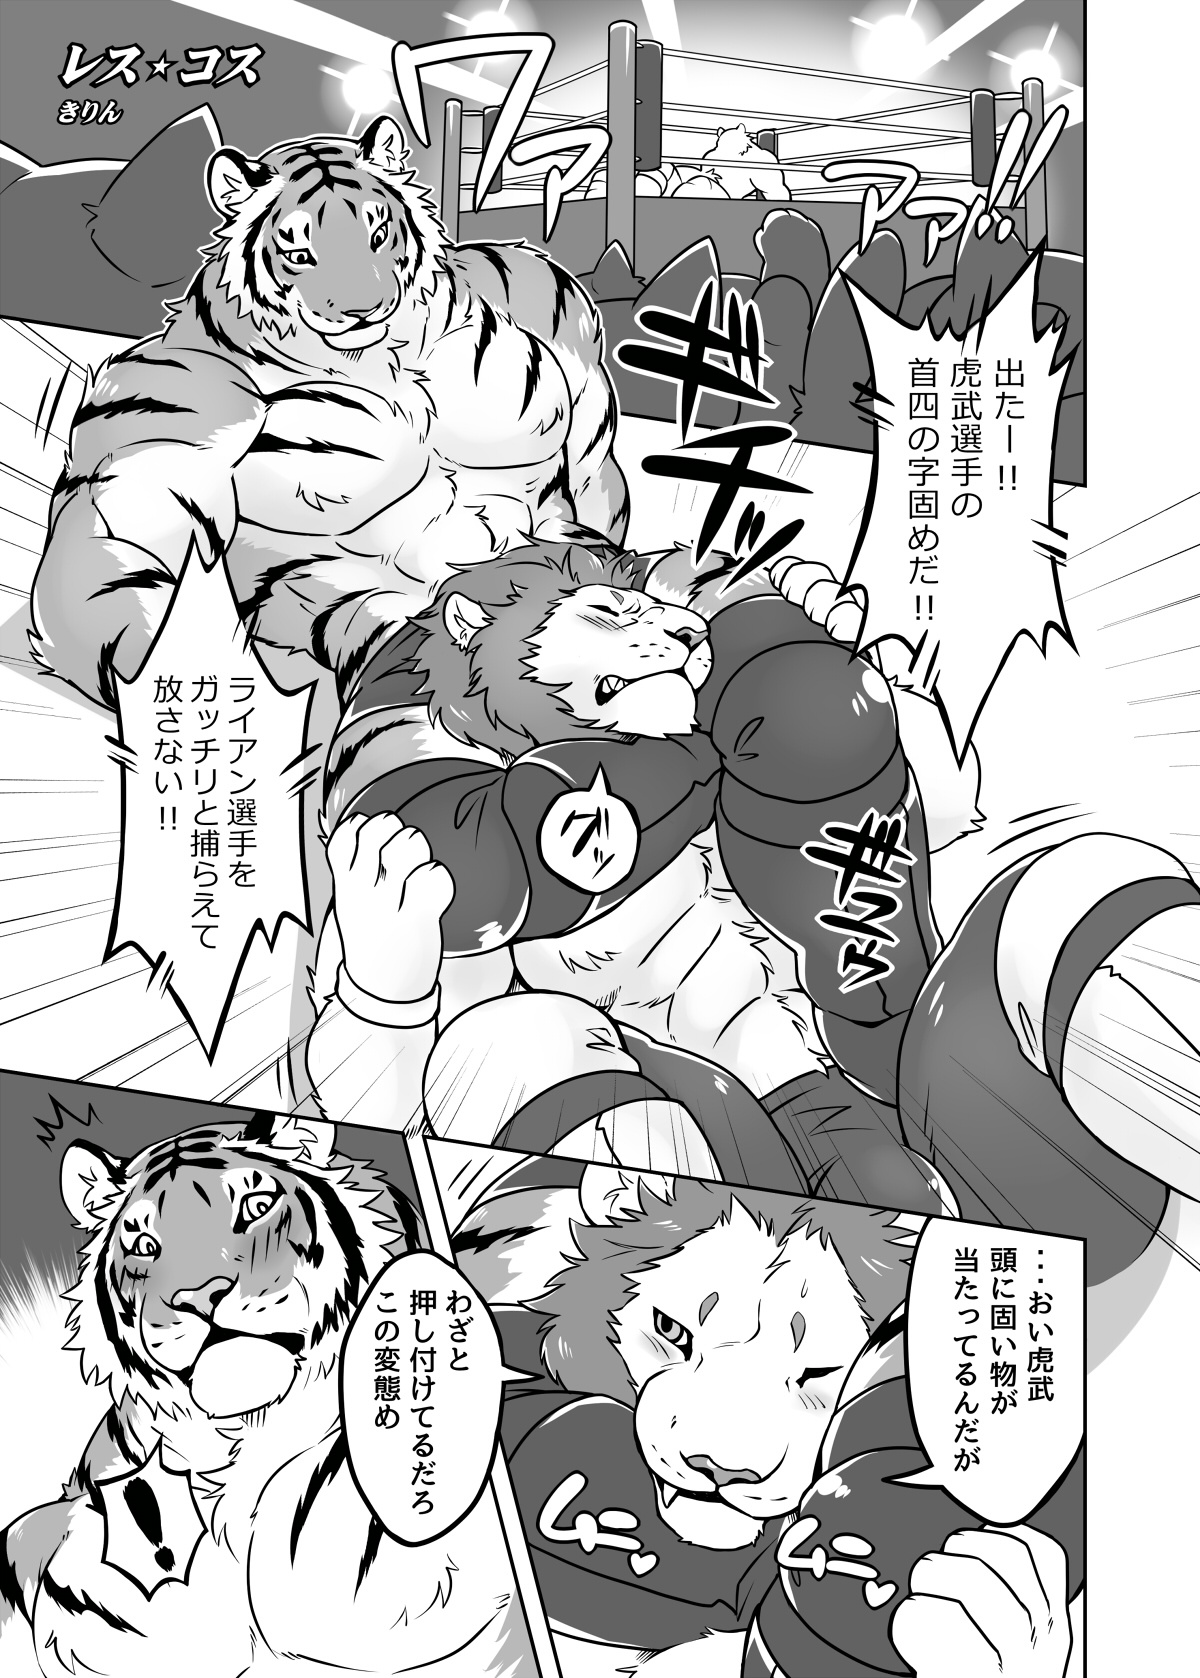 レス★コス
きりん
ワァァァァ!!
出たー!!
虎武選手の
首四の字固めだ!!
ギチッ
ライアン選手を
ガッチリと捕らえて
放さない!!
グッ
…おい虎武
頭に固い物が
当たってるんだが
ムニ♥
ムニ♥
わざと
押し付けてるだろ
この変態め
!